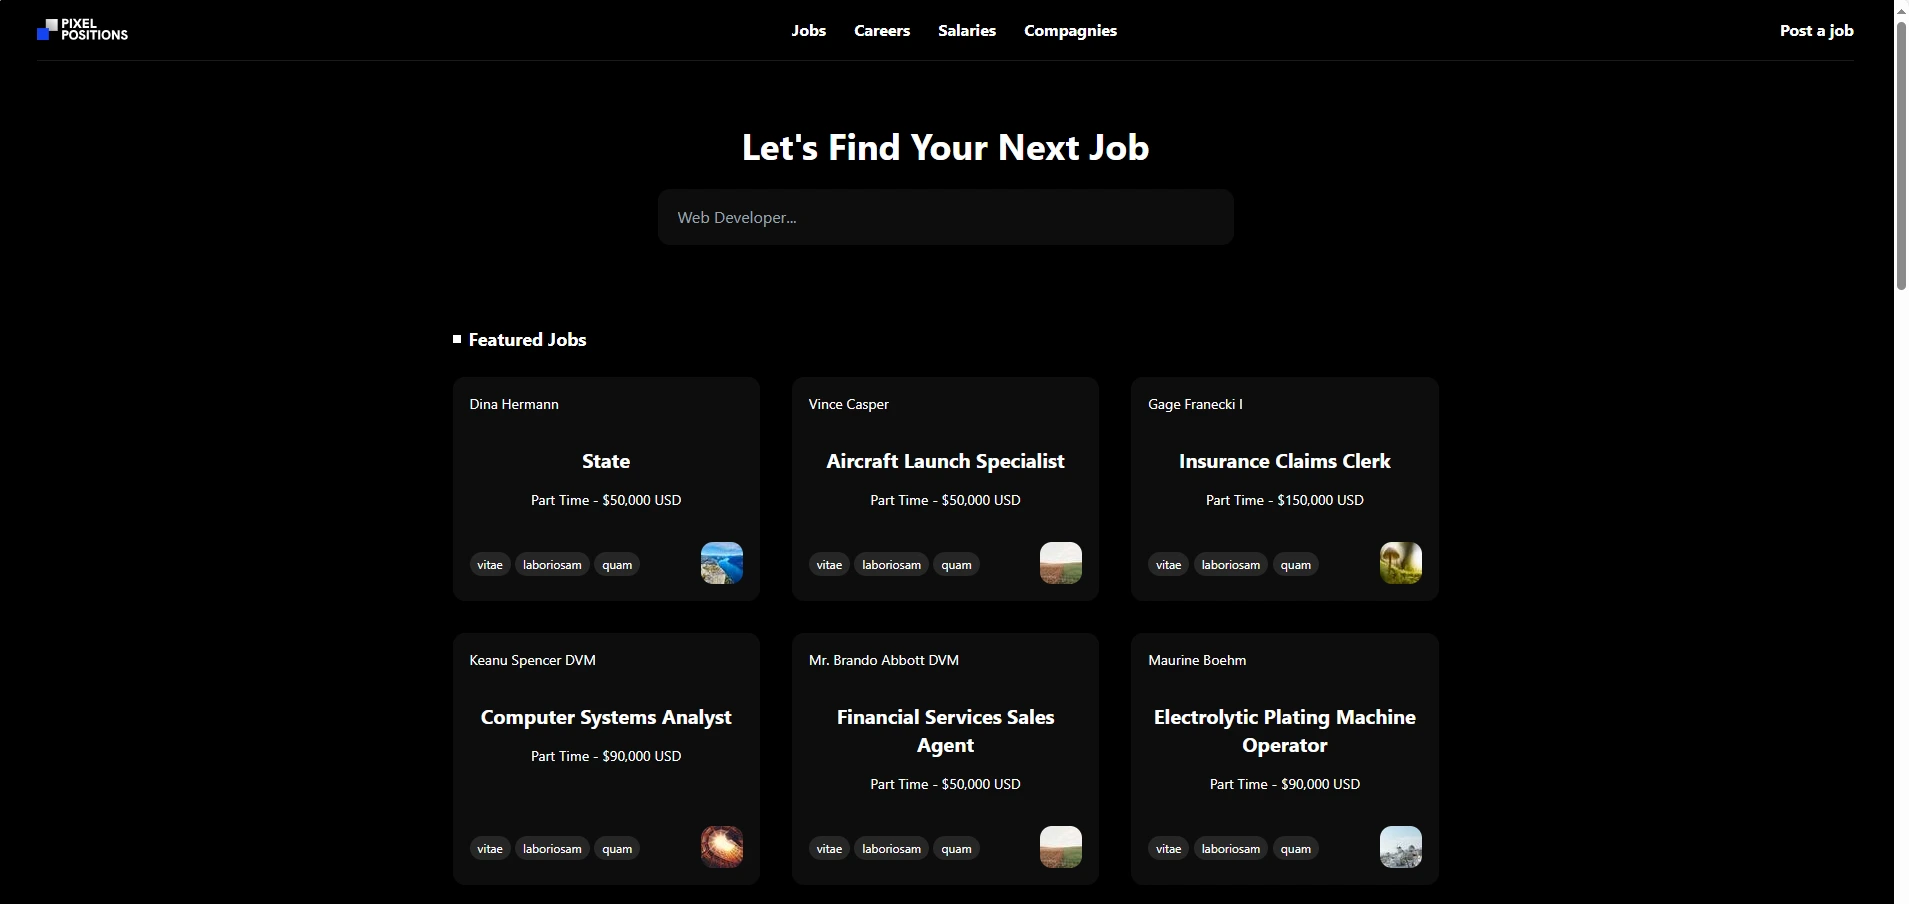 PIXEL
POSITIONS
Jobs
Careers
Salaries
Compagnies
Post a job
Let's Find Your Next Job
Web Developer...
Featured Jobs
Dina Hermann
State
Part Time - $50,000 USD
vitae
laboriosam
quam
Vince Casper
Aircraft Launch Specialist
Part Time - $50,000 USD
vitae
laboriosam
quam
Gage Franecki I
Insurance Claims Clerk
Part Time - $150,000 USD
vitae
laboriosam
quam
Keanu Spencer DVM
Computer Systems Analyst
Part Time - $90,000 USD
vitae
laboriosam
quam
Mr. Brando Abbott DVM
Financial Services Sales
Agent
Part Time - $50,000 USD
vitae
laboriosam
quam
Maurine Boehm
Electrolytic Plating Machine
Operator
Part Time - $90,000 USD
vitae
laboriosam
quam